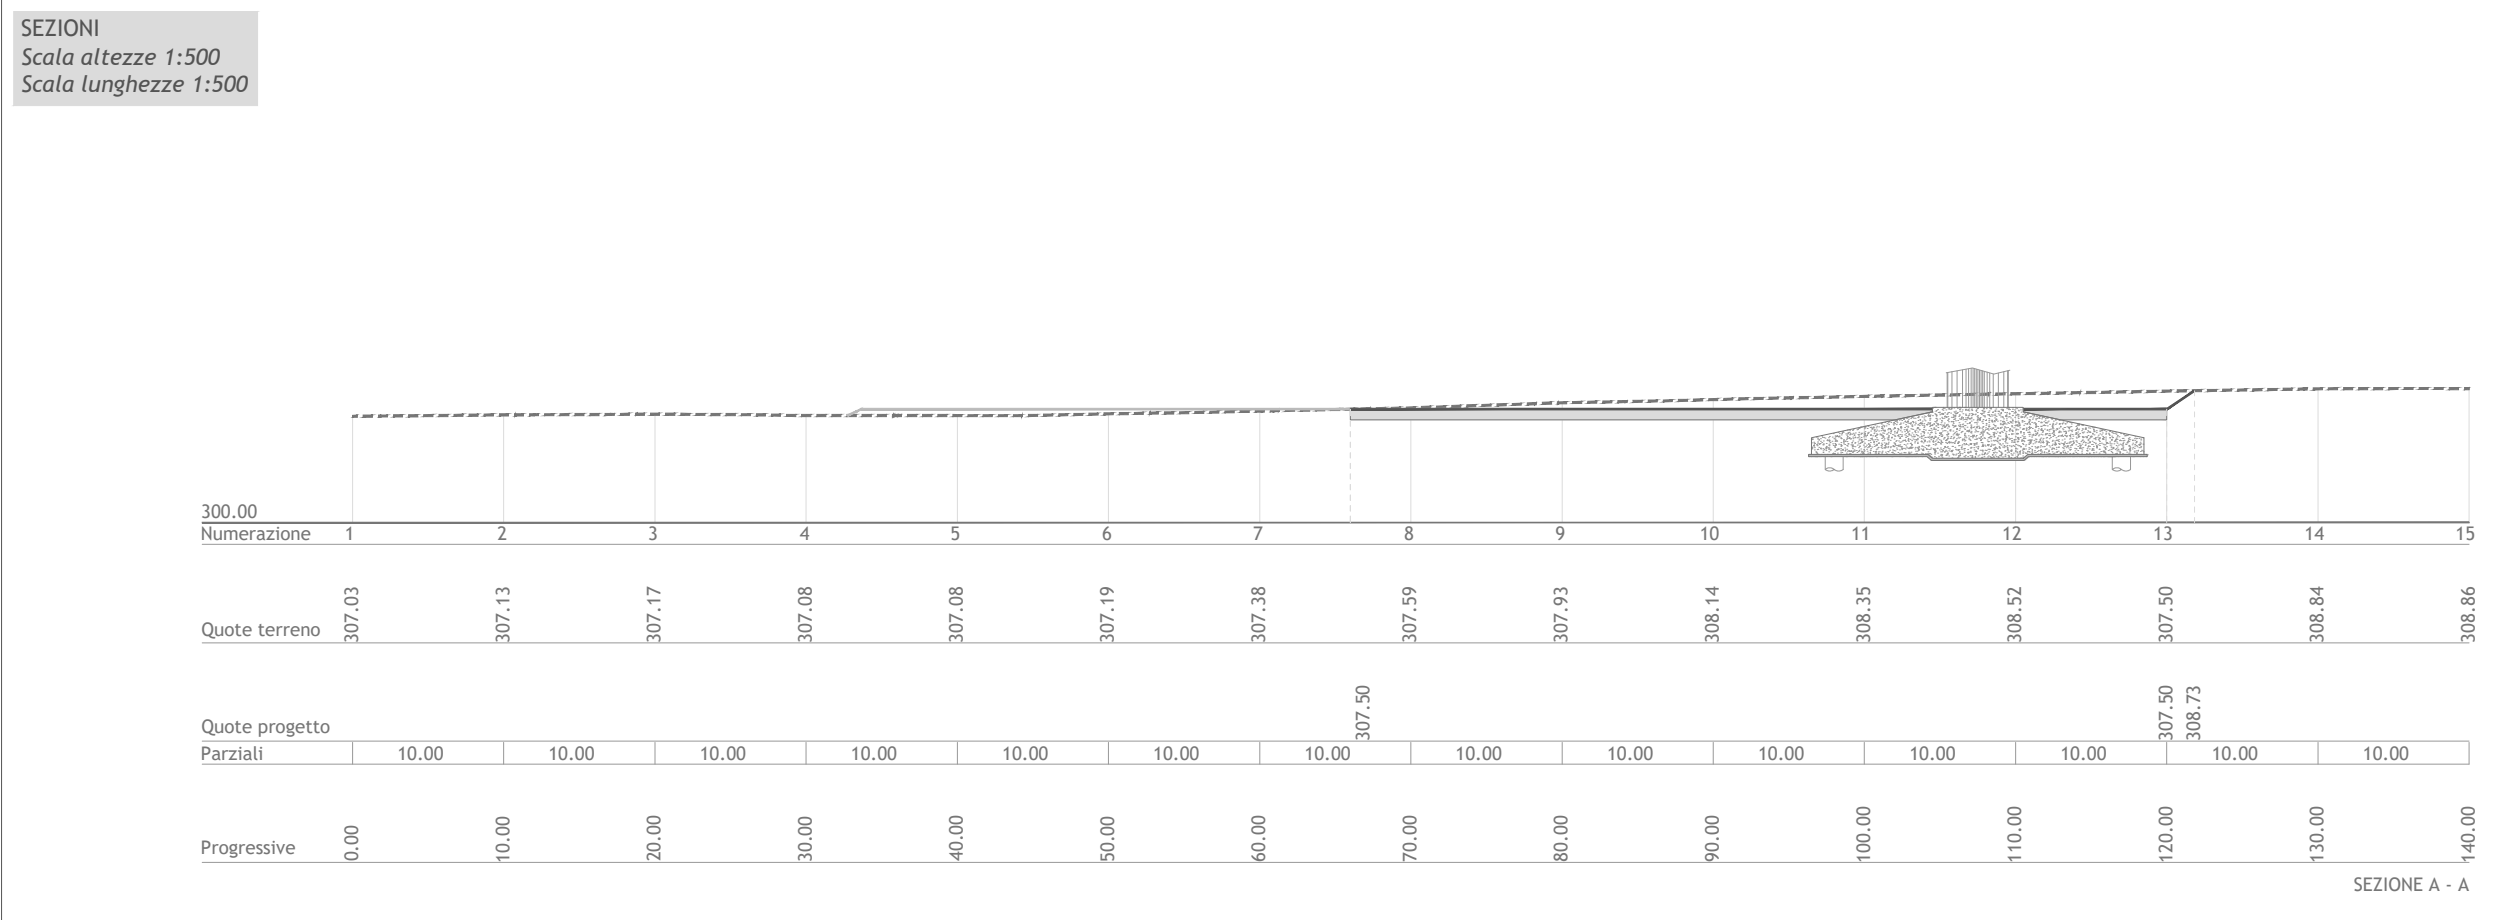 SEZIONI
Scala altezze 1:500
Scala lunghezze 1:500
300.00
Numerazione 1 2 3 4 5 6 7 8 9 10 11 12 13 14 15
Quote terreno 307.03 307.13 307.17 307.08 307.08 307.19 307.38 307.59 307.93 308.14 308.35 308.52 307.50 308.84 308.86
Quote progetto 307.50 307.50 308.73
Parziali 10.00 10.00 10.00 10.00 10.00 10.00 10.00 10.00 10.00 10.00 10.00 10.00 10.00 10.00
Progressive 0.00 10.00 20.00 30.00 40.00 50.00 60.00 70.00 80.00 90.00 100.00 110.00 120.00 130.00 140.00
SEZIONE A - A